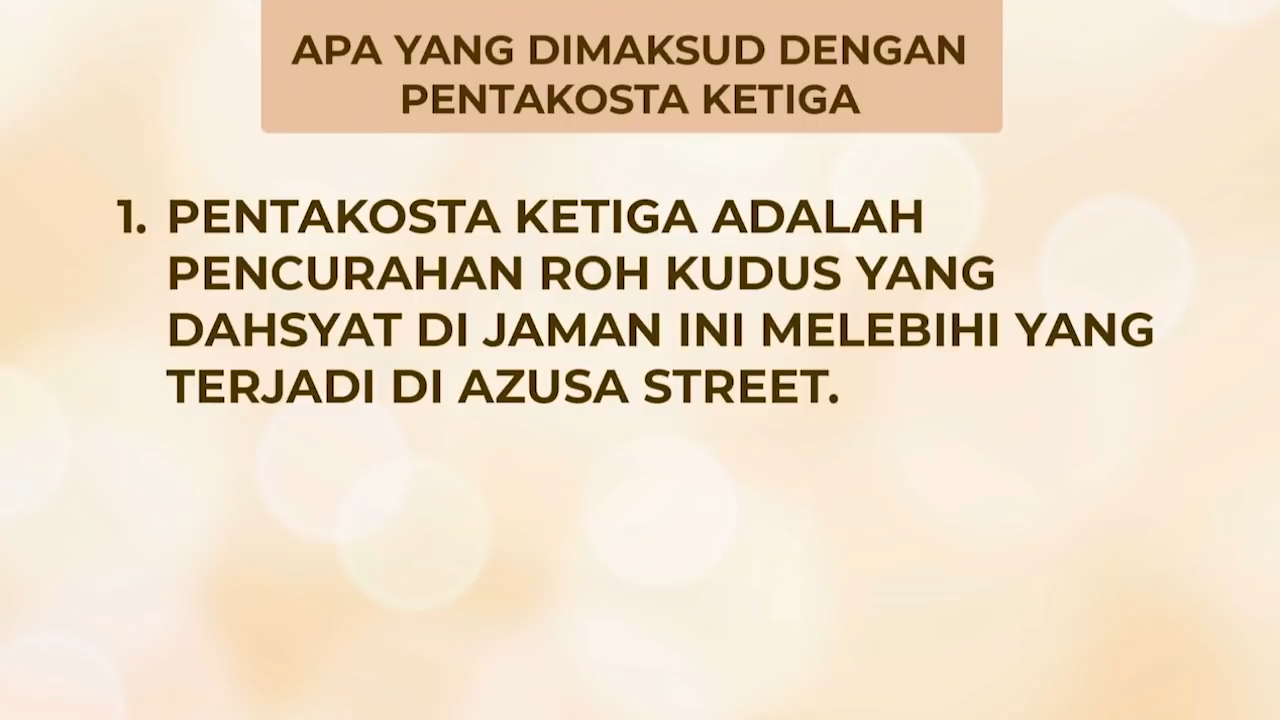 APA YANG DIMAKSUD DENGAN
PENTAKOSTA KETIGA
1. PENTAKOSTA KETIGA ADALAH
PENCURAHAN ROH KUDUS YANG
DAHSYAT DI JAMAN INI MELEBIHI YANG
TERJADI DI AZUSA STREET.